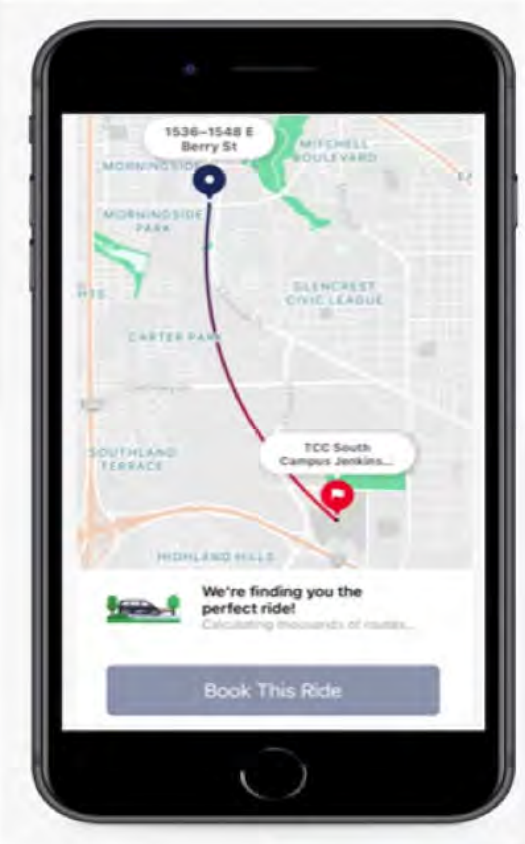 1536–1548 E
Berry St
MITCHELL
BOULEVARD
MORNINGSIDE
MORNINGSIDE
PARK
GLENCREST
CIVIC LEAGUE
CARTER PARK
SOUTHLAND
TERRACE
TCC South
Campus Jenkins...
HIGHLAND HILLS
We're finding you the
perfect ride!
Calculating thousands of routes...
Book This Ride